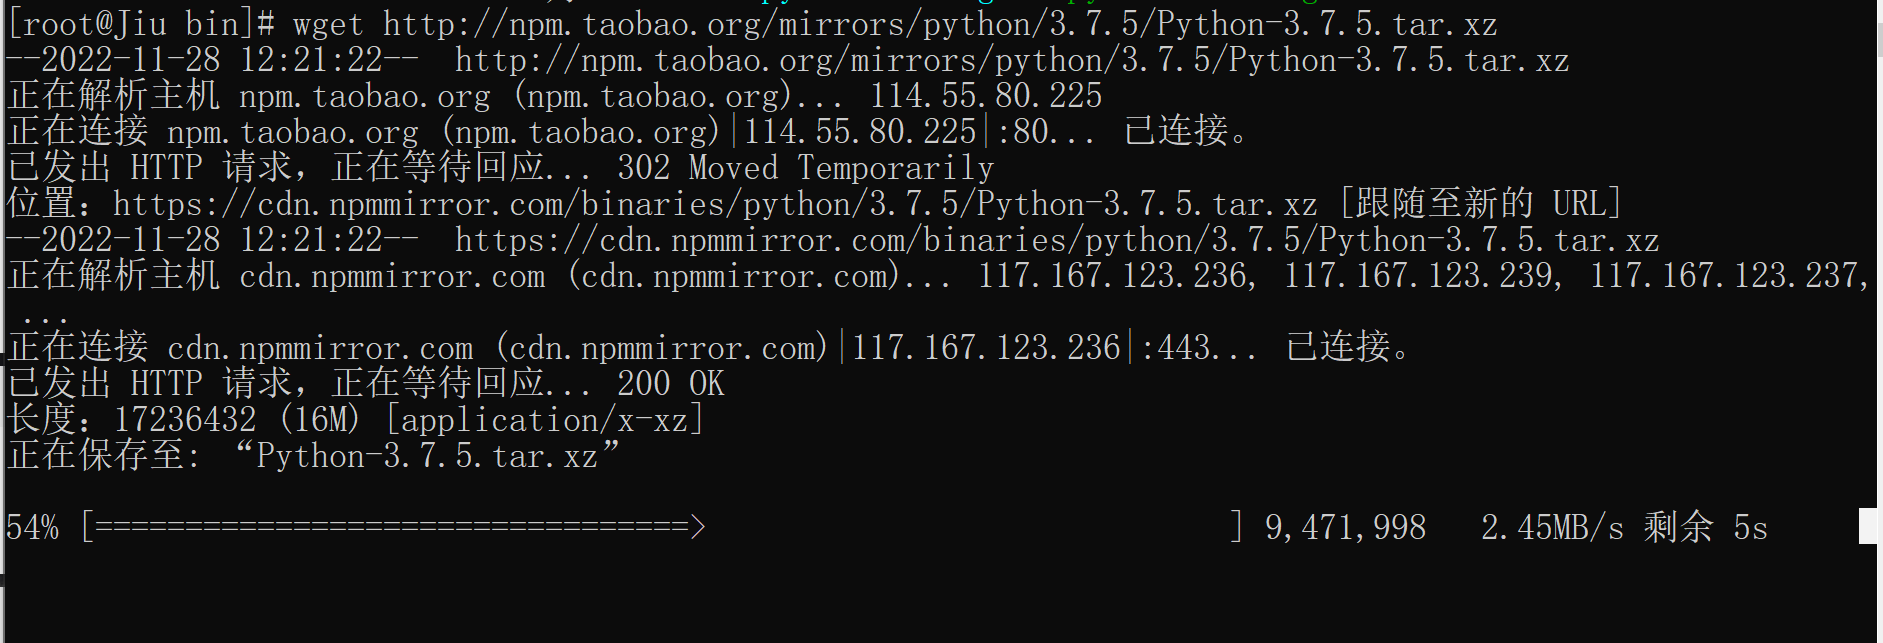 [root@Jiu bin]# wget http://npm.taobao.org/mirrors/python/3.7.5/Python-3.7.5.tar.xz
--2022-11-28 12:21:22--  http://npm.taobao.org/mirrors/python/3.7.5/Python-3.7.5.tar.xz
正在解析主机 npm.taobao.org (npm.taobao.org)... 114.55.80.225
正在连接 npm.taobao.org (npm.taobao.org)|114.55.80.225|:80... 已连接。
已发出 HTTP 请求，正在等待回应... 302 Moved Temporarily
位置：https://cdn.npmmirror.com/binaries/python/3.7.5/Python-3.7.5.tar.xz [跟随至新的 URL]
--2022-11-28 12:21:22--  https://cdn.npmmirror.com/binaries/python/3.7.5/Python-3.7.5.tar.xz
正在解析主机 cdn.npmmirror.com (cdn.npmmirror.com)... 117.167.123.236, 117.167.123.239, 117.167.123.237,
...
正在连接 cdn.npmmirror.com (cdn.npmmirror.com)|117.167.123.236|:443... 已连接。
已发出 HTTP 请求，正在等待回应... 200 OK
长度：17236432 (16M) [application/x-xz]
正在保存至: “Python-3.7.5.tar.xz”
54% [=================================>                             ] 9,471,998   2.45MB/s 剩余 5s